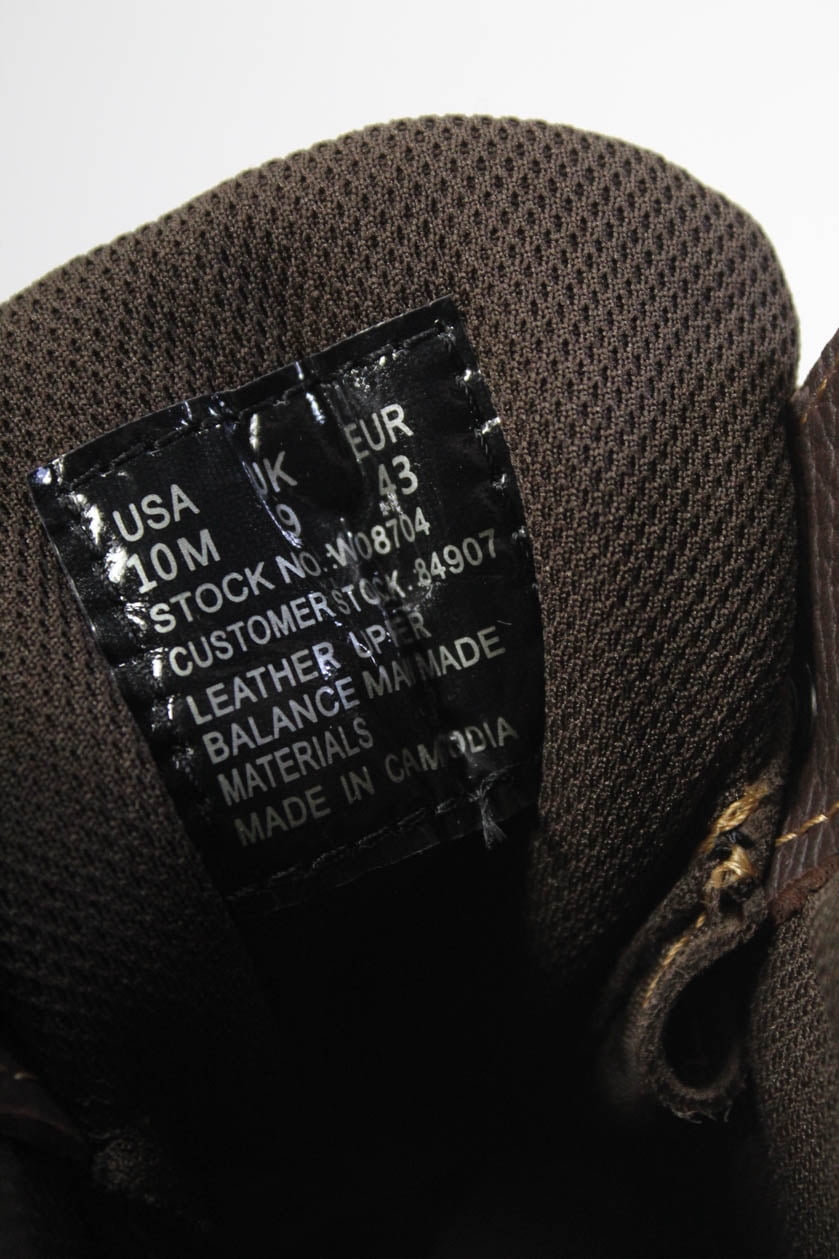 USA UK EUR
10M 9 43
STOCK NO.:W08704
CUSTOMER STOCK. 84907
LEATHER UPPER
BALANCE MANMADE
MATERIALS
MADE IN CAMBODIA